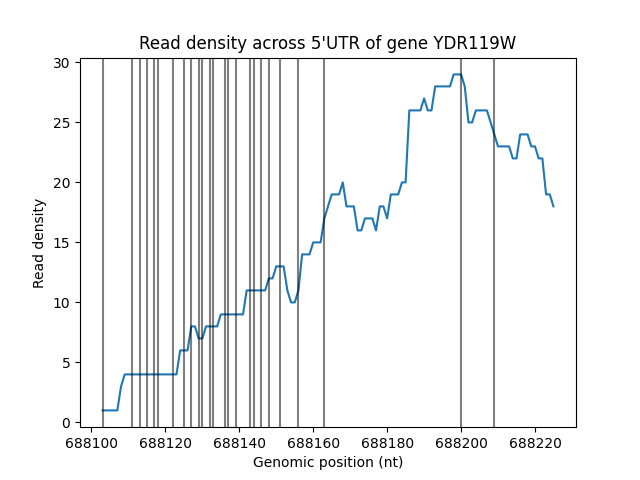 Read density across 5'UTR of gene YDR119W
30
25
20
15
10
5
0
Read density
688100 688120 688140 688160 688180 688200 688220
Genomic position (nt)